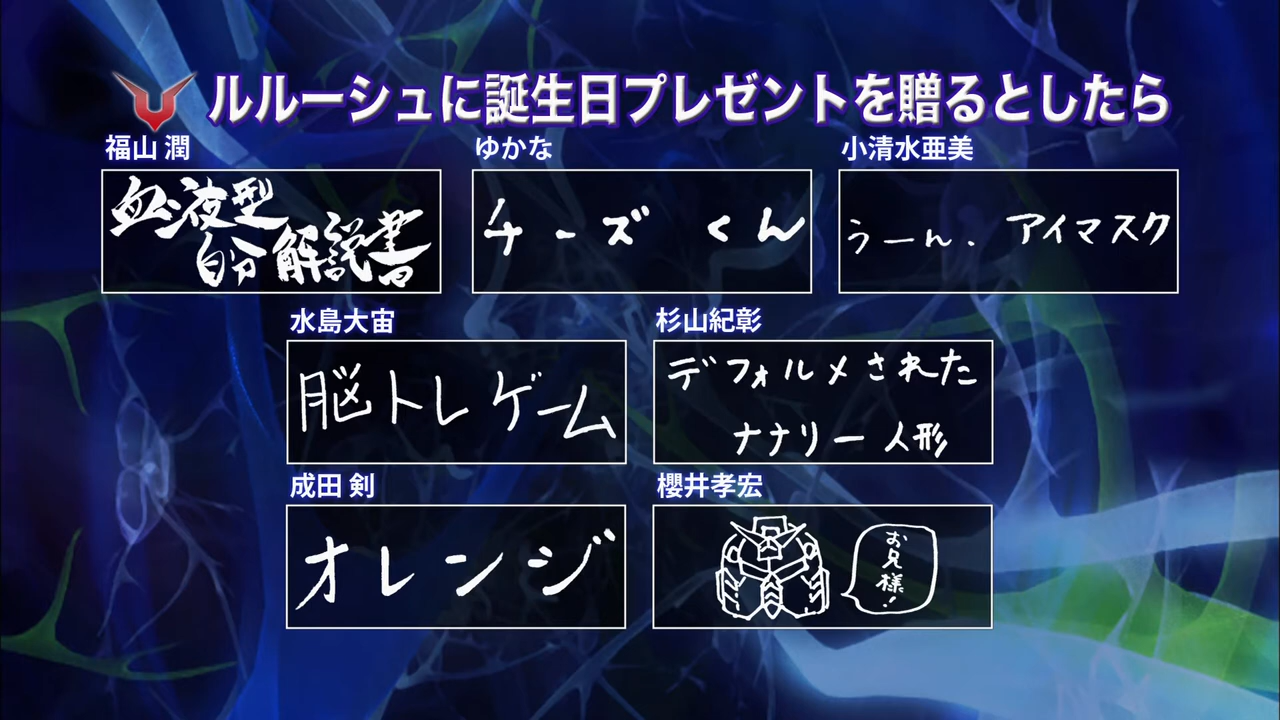 ルルーシュに誕生日プレゼントを贈るとしたら
福山 潤
血液型
自分解説書
ゆかな
チーズくん
小清水亜美
うーん. アイマスク
水島大宙
脳トレゲーム
杉山紀彰
デフォルメされた
ナナリー人形
成田 剣
オレンジ
櫻井孝宏
お兄様!